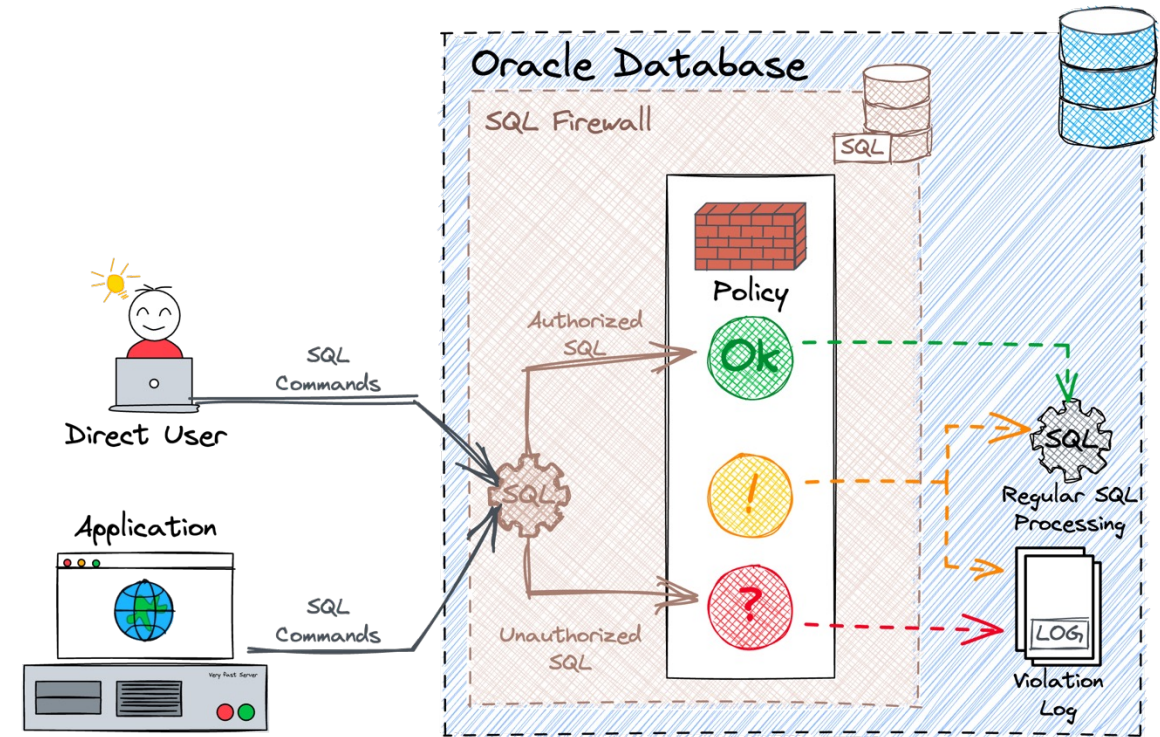 Oracle Database
SQL Firewall
SQL
Policy
Authorized
SQL
Ok
SQL
Commands
Direct User
SQL
!
SQL
Regular SQL
Processing
Application
SQL
Commands
?
Unauthorized
SQL
LOG
Violation
Log
Very Fast Server